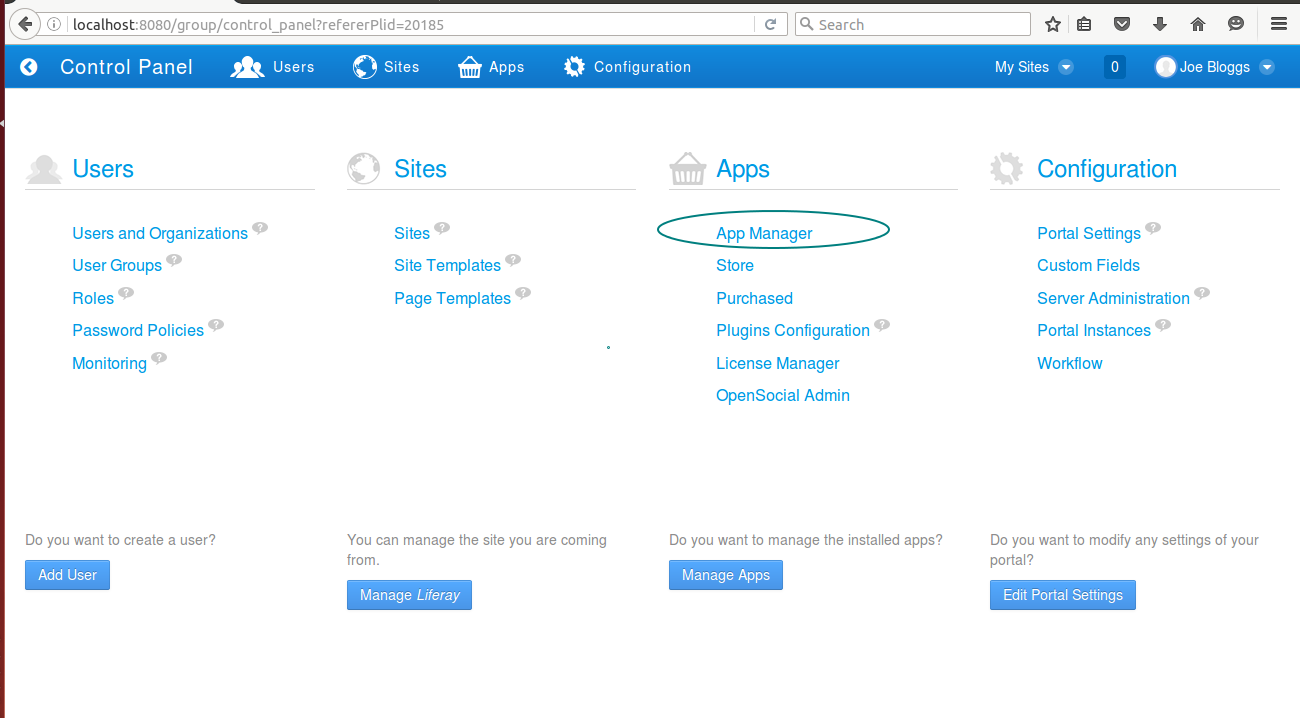 localhost:8080/group/control_panel?refererPlid=20185
Search
Control Panel Users Sites Apps Configuration My Sites 0 Joe Bloggs
Users
Users and Organizations ?
User Groups ?
Roles ?
Password Policies ?
Monitoring ?
Do you want to create a user?
Add User
Sites
Sites ?
Site Templates ?
Page Templates ?
You can manage the site you are coming
from.
Manage Liferay
Apps
App Manager
Store
Purchased
Plugins Configuration ?
License Manager
OpenSocial Admin
Do you want to manage the installed apps?
Manage Apps
Configuration
Portal Settings ?
Custom Fields
Server Administration ?
Portal Instances ?
Workflow
Do you want to modify any settings of your
portal?
Edit Portal Settings